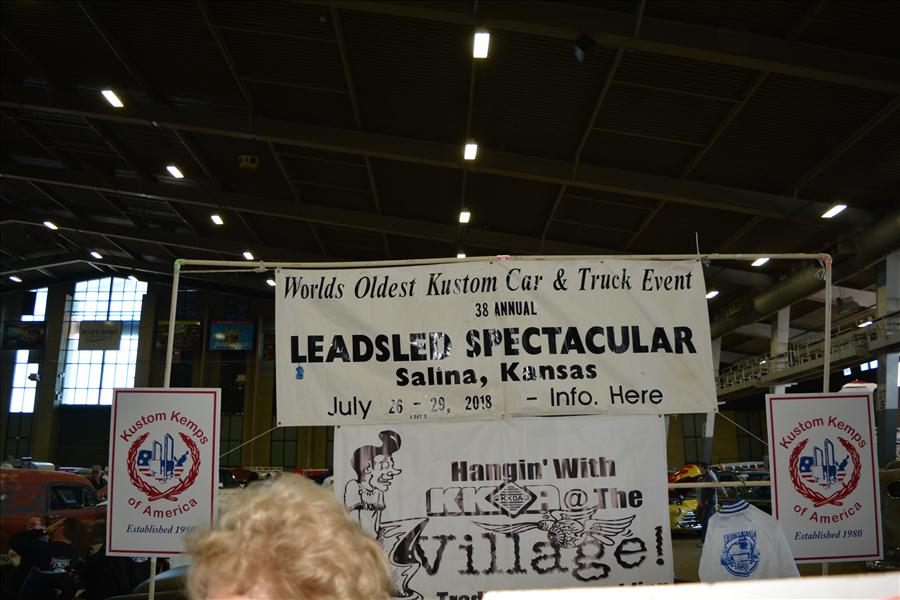 Worlds Oldest Kustom Car & Truck Event
38 ANNUAL
LEADSLED SPECTACULAR
Salina, Kansas
July 26 - 29, 2018 - Info. Here
Kustom Kemps
of America
Established 1980
Hangin' With
KKOA @ The
Village!
Kustom Kemps
of America
Established 1980